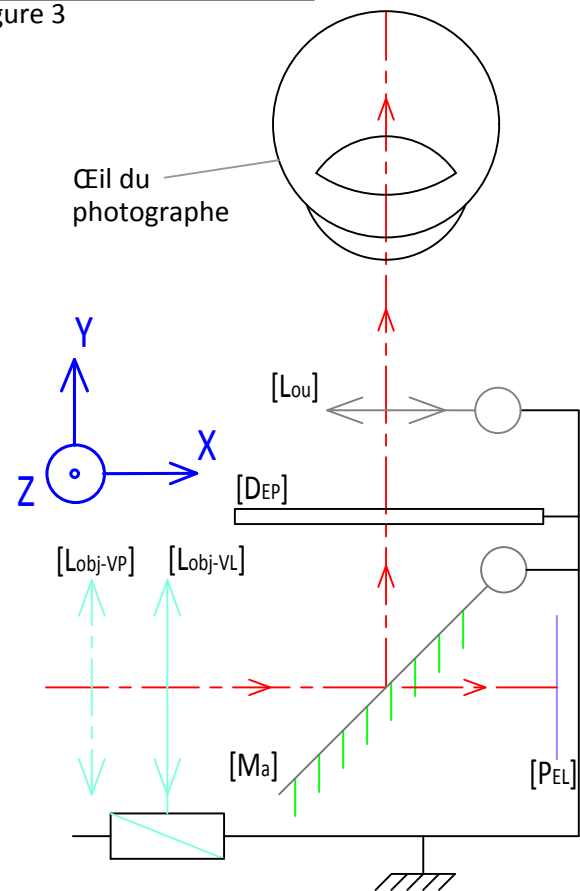 gure 3
Œil du
photographe
Y
[Lou]
X
Z
[DEP]
[Lobj-VP] [Lobj-VL]
[Ma]
[PEL]